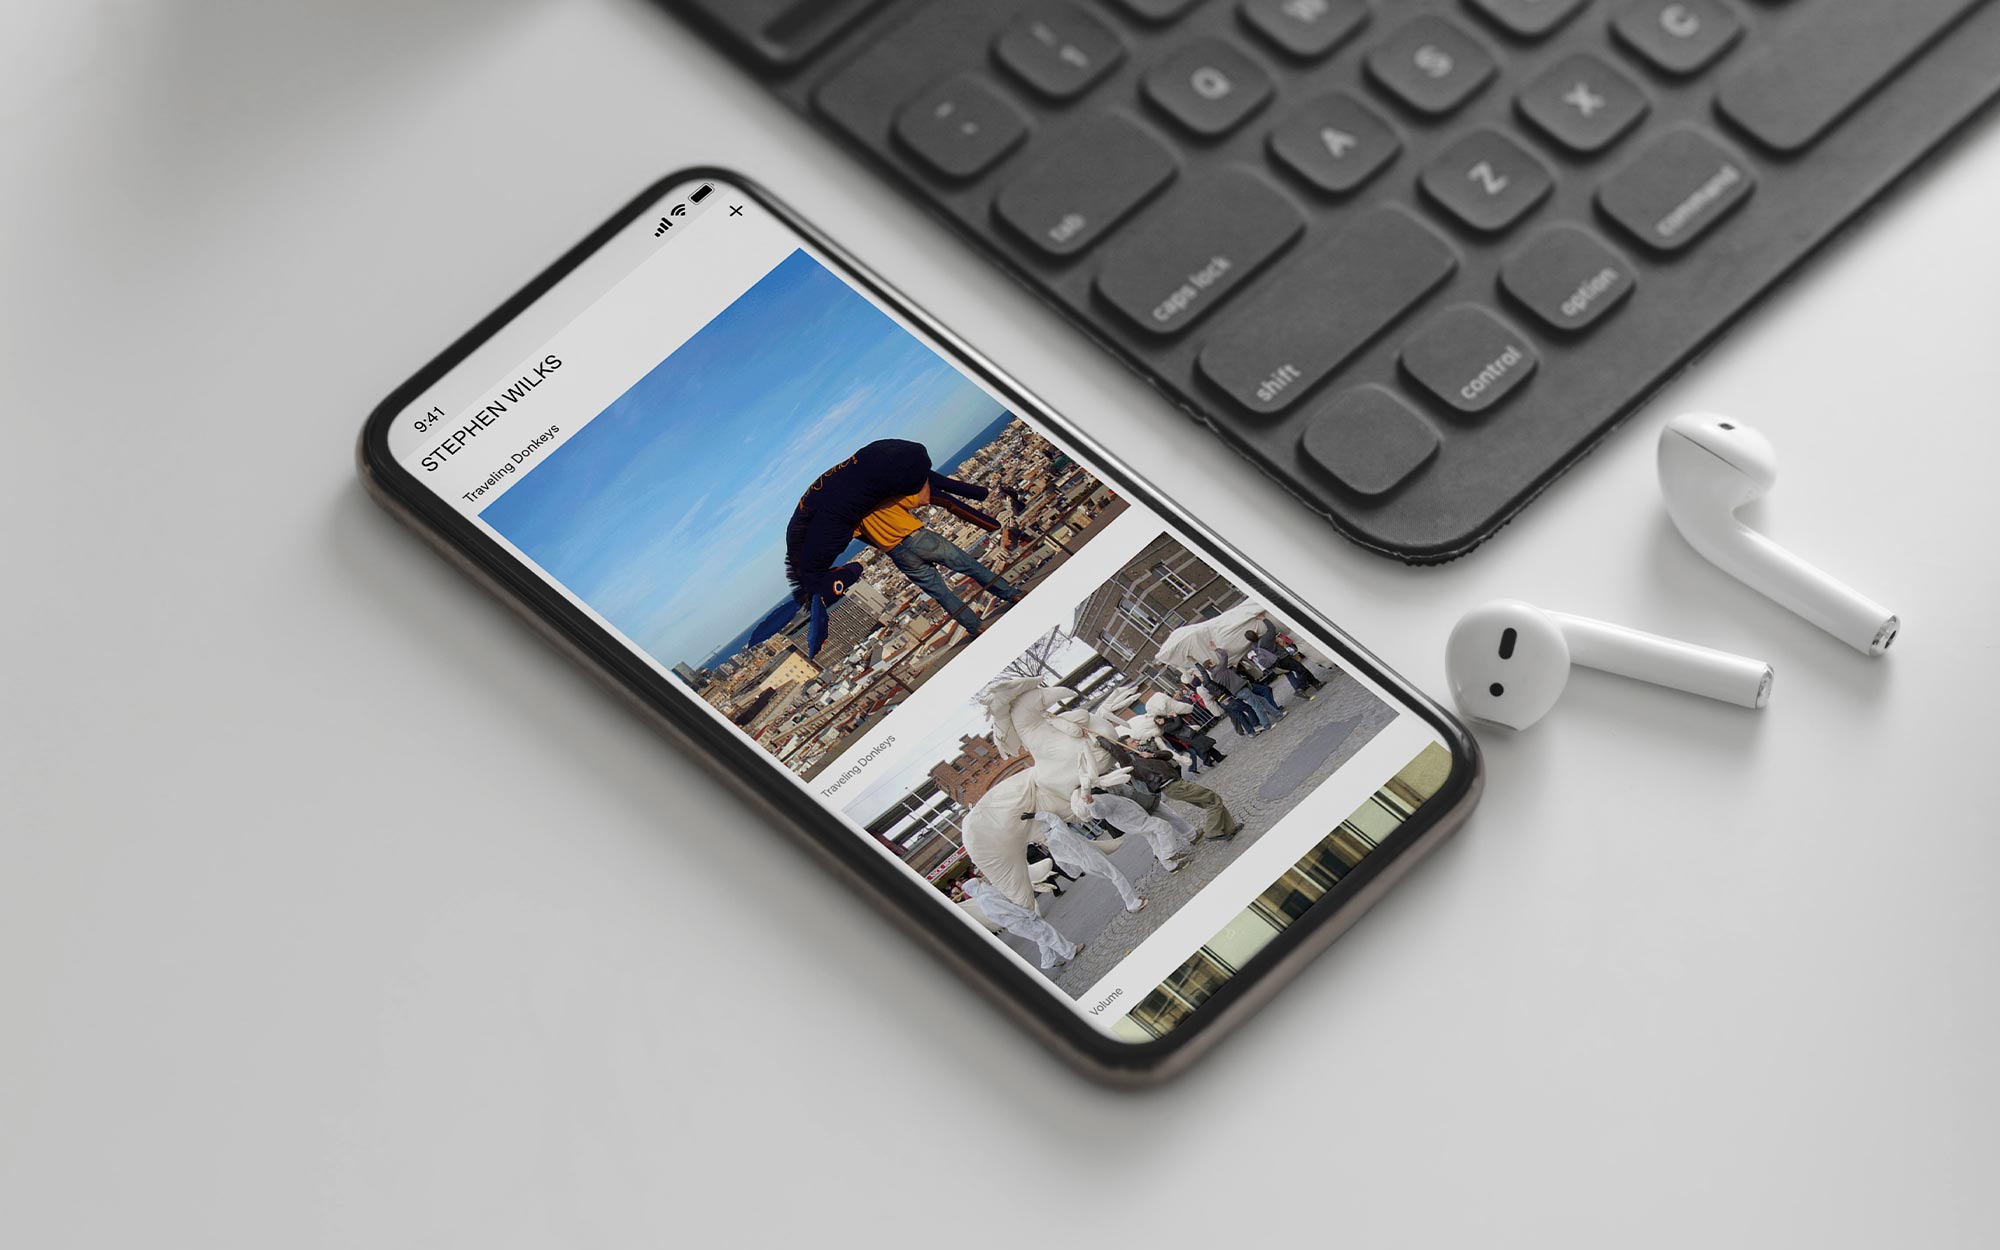 9:41
STEPHEN WILKS
Traveling Donkeys
Traveling Donkeys
Volume
Q
A
S
Z
X
C
tab
caps lock
shift
control
option
command